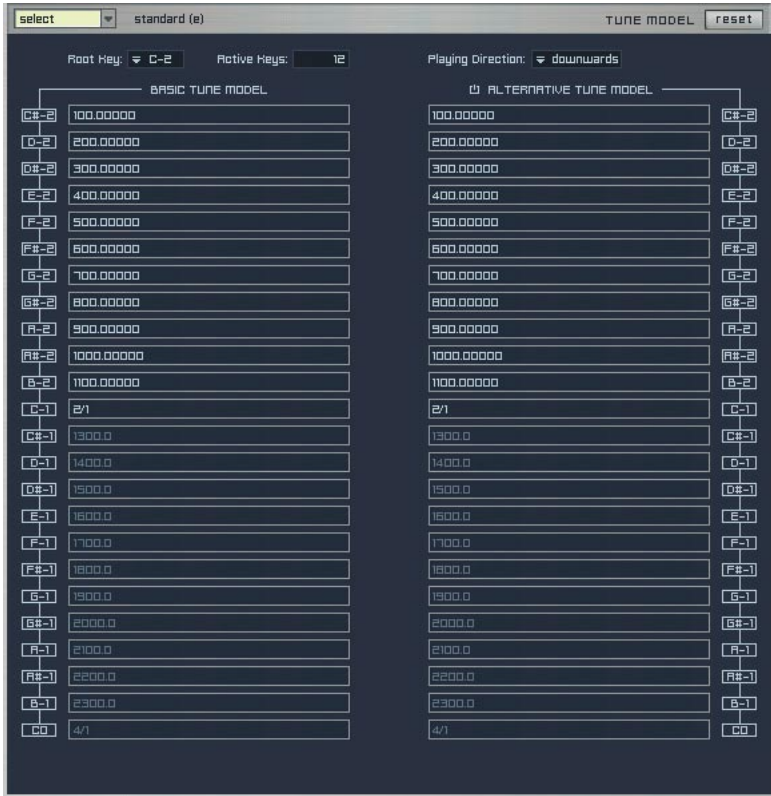 select standard (e) TUNE MODEL reset
Root Key: C-2 Active Keys: 12 Playing Direction: downwards
BASIC TUNE MODEL ALTERNATIVE TUNE MODEL
C#-2 100.00000 100.00000 C#-2
D-2 200.00000 200.00000 D-2
D#-2 300.00000 300.00000 D#-2
E-2 400.00000 400.00000 E-2
F-2 500.00000 500.00000 F-2
F#-2 600.00000 600.00000 F#-2
G-2 700.00000 700.00000 G-2
G#-2 800.00000 800.00000 G#-2
A-2 900.00000 900.00000 A-2
A#-2 1000.00000 1000.00000 A#-2
B-2 1100.00000 1100.00000 B-2
C-1 2/1 2/1 C-1
C#-1 1300.0 1300.0 C#-1
D-1 1400.0 1400.0 D-1
D#-1 1500.0 1500.0 D#-1
E-1 1600.0 1600.0 E-1
F-1 1700.0 1700.0 F-1
F#-1 1800.0 1800.0 F#-1
G-1 1900.0 1900.0 G-1
G#-1 2000.0 2000.0 G#-1
A-1 2100.0 2100.0 A-1
A#-1 2200.0 2200.0 A#-1
B-1 2300.0 2300.0 B-1
C0 4/1 4/1 C0